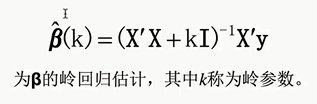 β̂(k) = (X′X + kI)⁻¹X′y
为β的岭回归估计，其中k称为岭参数。